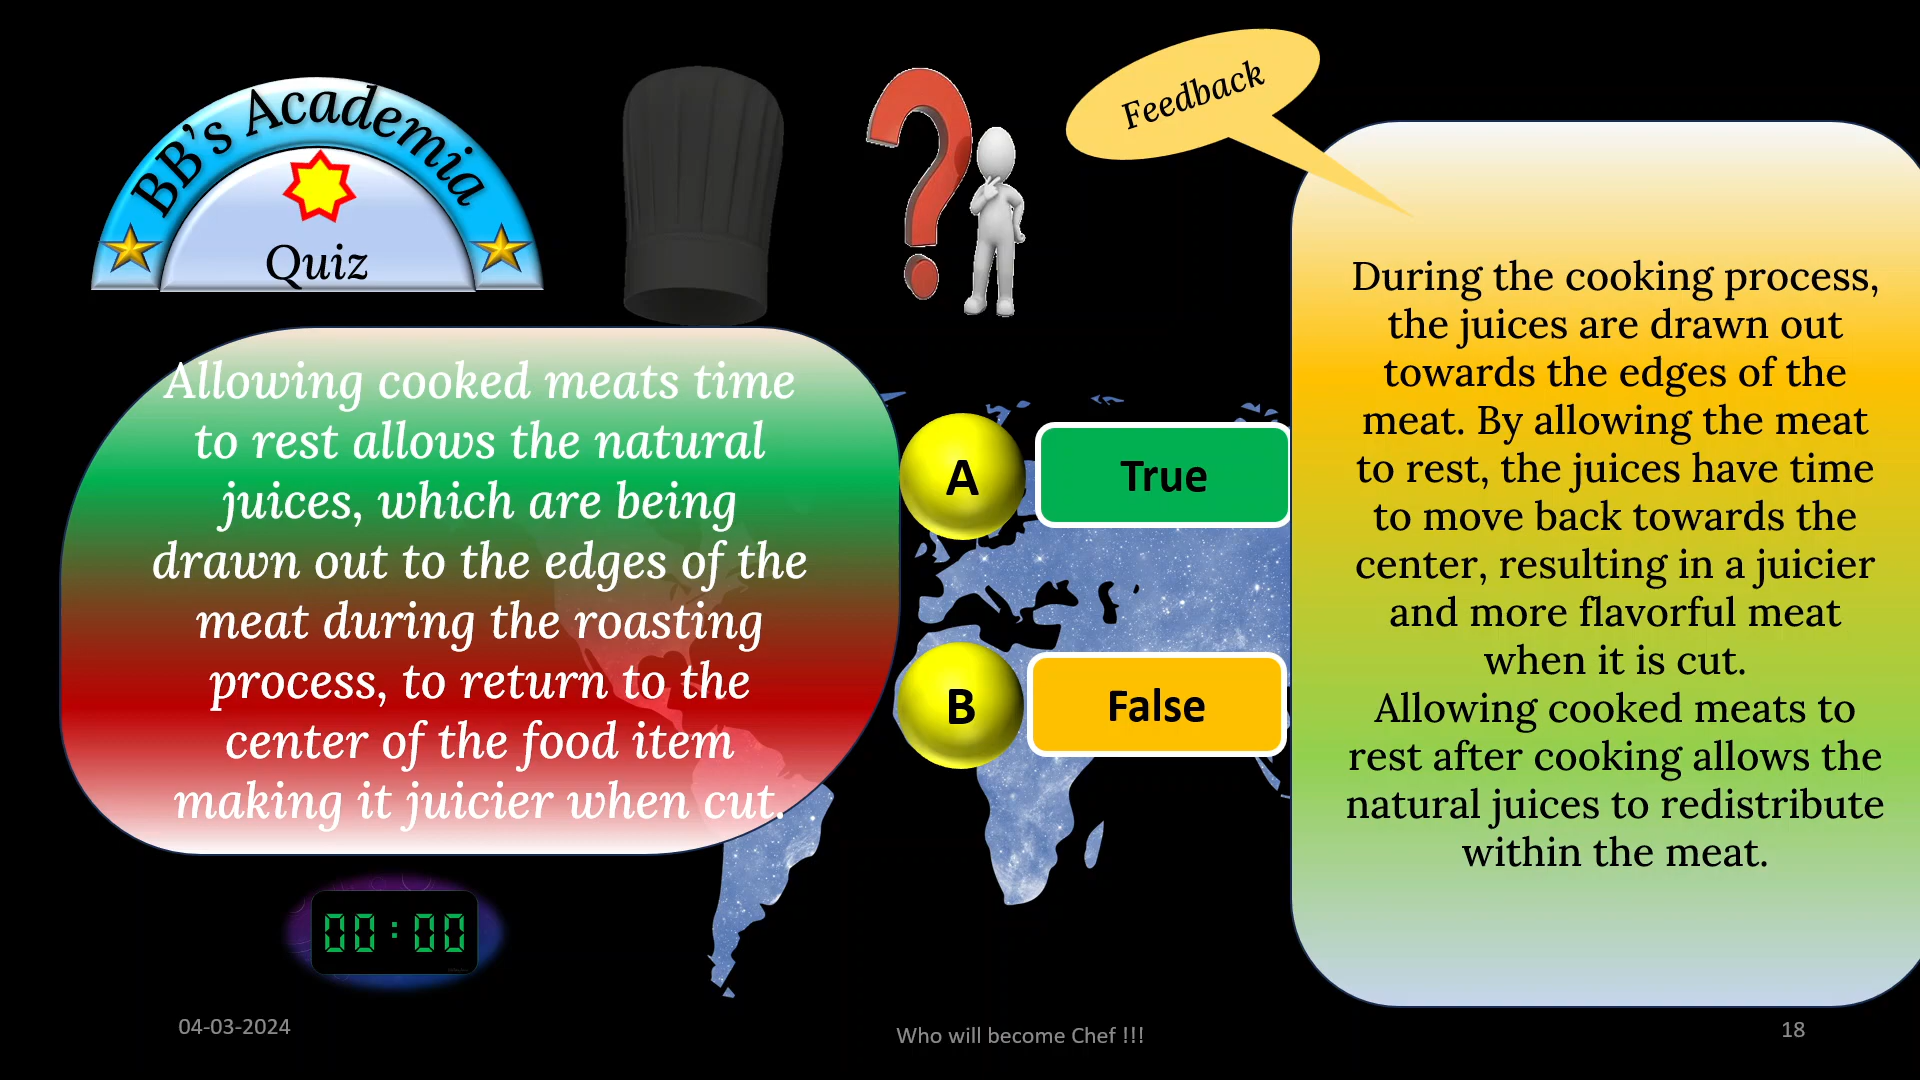 BB's Academia
Quiz
Feedback
Allowing cooked meats time
to rest allows the natural
juices, which are being
drawn out to the edges of the
meat during the roasting
process, to return to the
center of the food item
making it juicier when cut.
A
True
B
False
During the cooking process,
the juices are drawn out
towards the edges of the
meat. By allowing the meat
to rest, the juices have time
to move back towards the
center, resulting in a juicier
and more flavorful meat
when it is cut.
Allowing cooked meats to
rest after cooking allows the
natural juices to redistribute
within the meat.
00:00
04-03-2024
Who will become Chef !!!
18